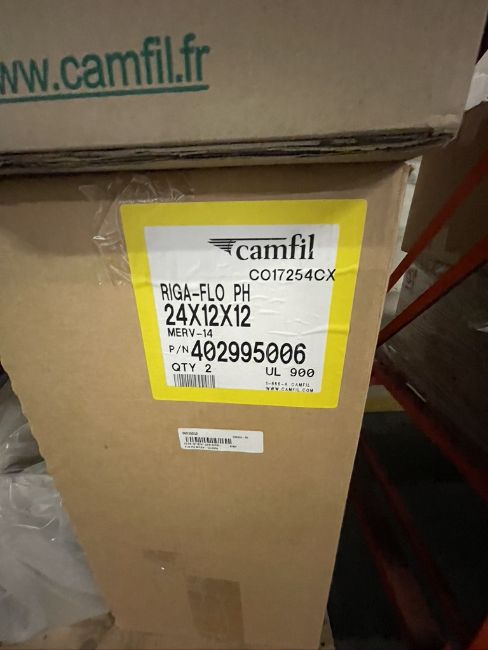 www.camfil.fr
camfil
CO17254CX
RIGA-FLO PH
24X12X12
MERV-14
P/N 402995006
QTY 2 UL 900
WWW.CAMFIL.COM